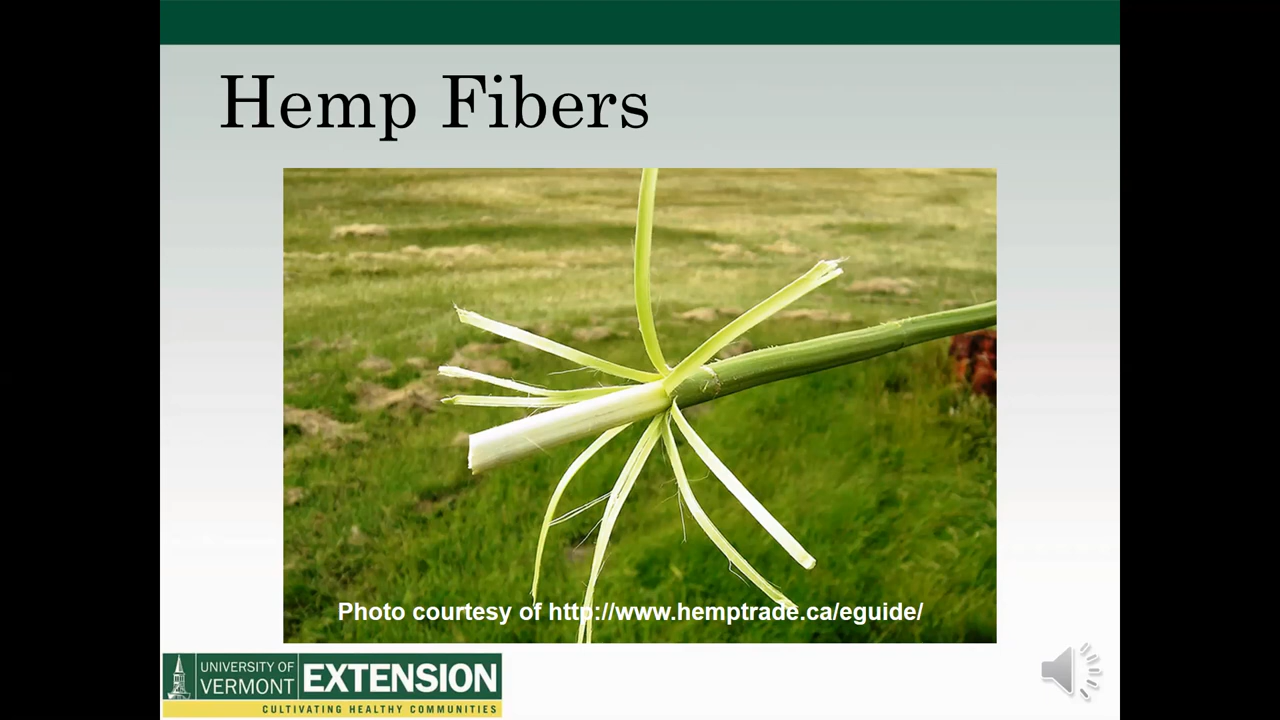 Hemp Fibers
Photo courtesy of http://www.hemptrade.ca/eguide/
UNIVERSITY OF
VERMONT
EXTENSION
CULTIVATING HEALTHY COMMUNITIES